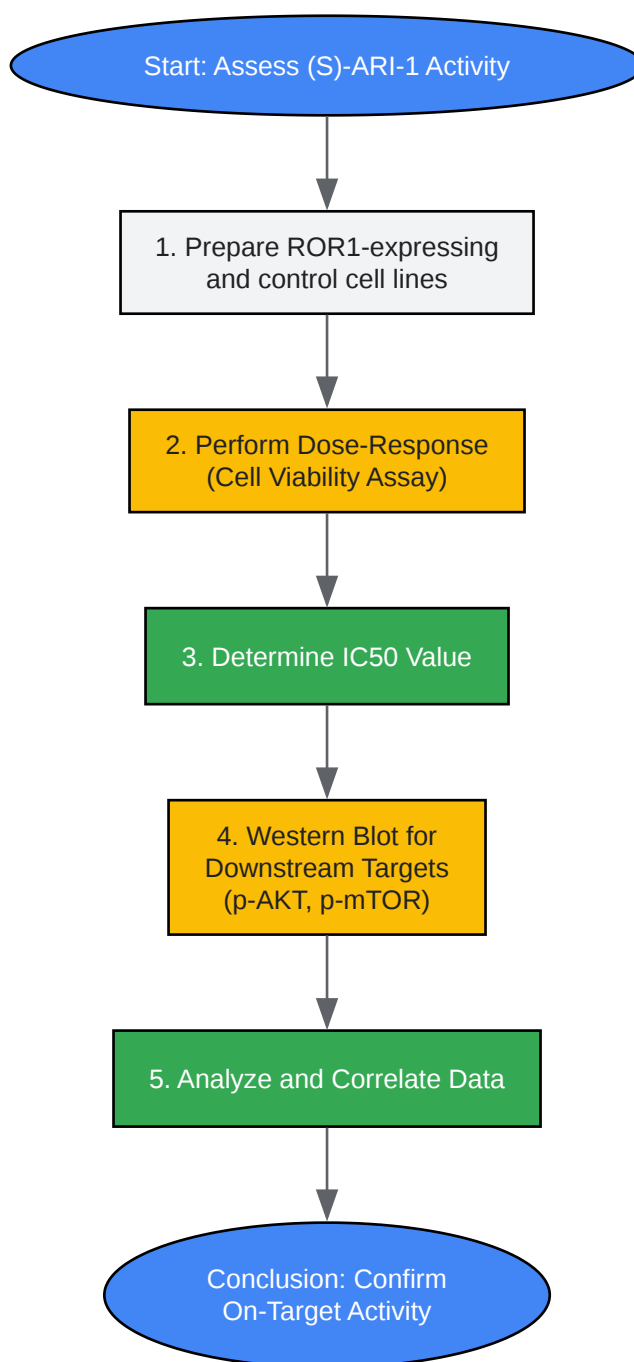 Start: Assess (S)-ARI-1 Activity
1. Prepare ROR1-expressing
and control cell lines
2. Perform Dose-Response
(Cell Viability Assay)
3. Determine IC50 Value
4. Western Blot for
Downstream Targets
(p-AKT, p-mTOR)
5. Analyze and Correlate Data
Conclusion: Confirm
On-Target Activity